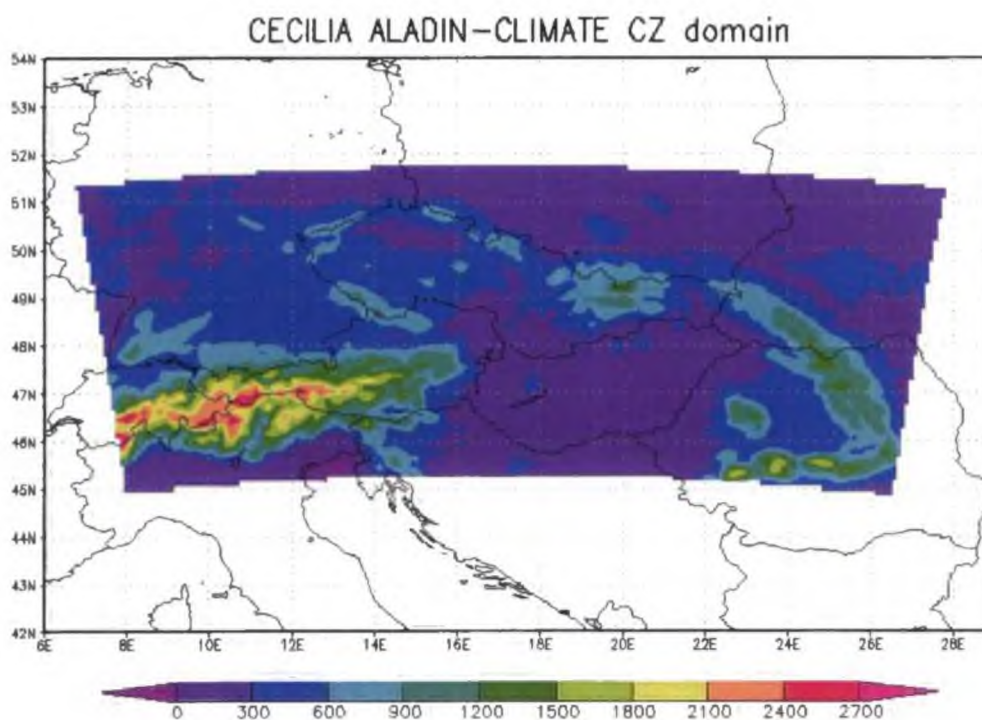 CECILIA ALADIN-CLIMATE CZ domain
54N
53N
52N
51N
50N
49N
48N
47N
46N
45N
44N
43N
42N
6E 8E 10E 12E 14E 16E 18E 20E 22E 24E 26E 28E
0 300 600 900 1200 1500 1800 2100 2400 2700